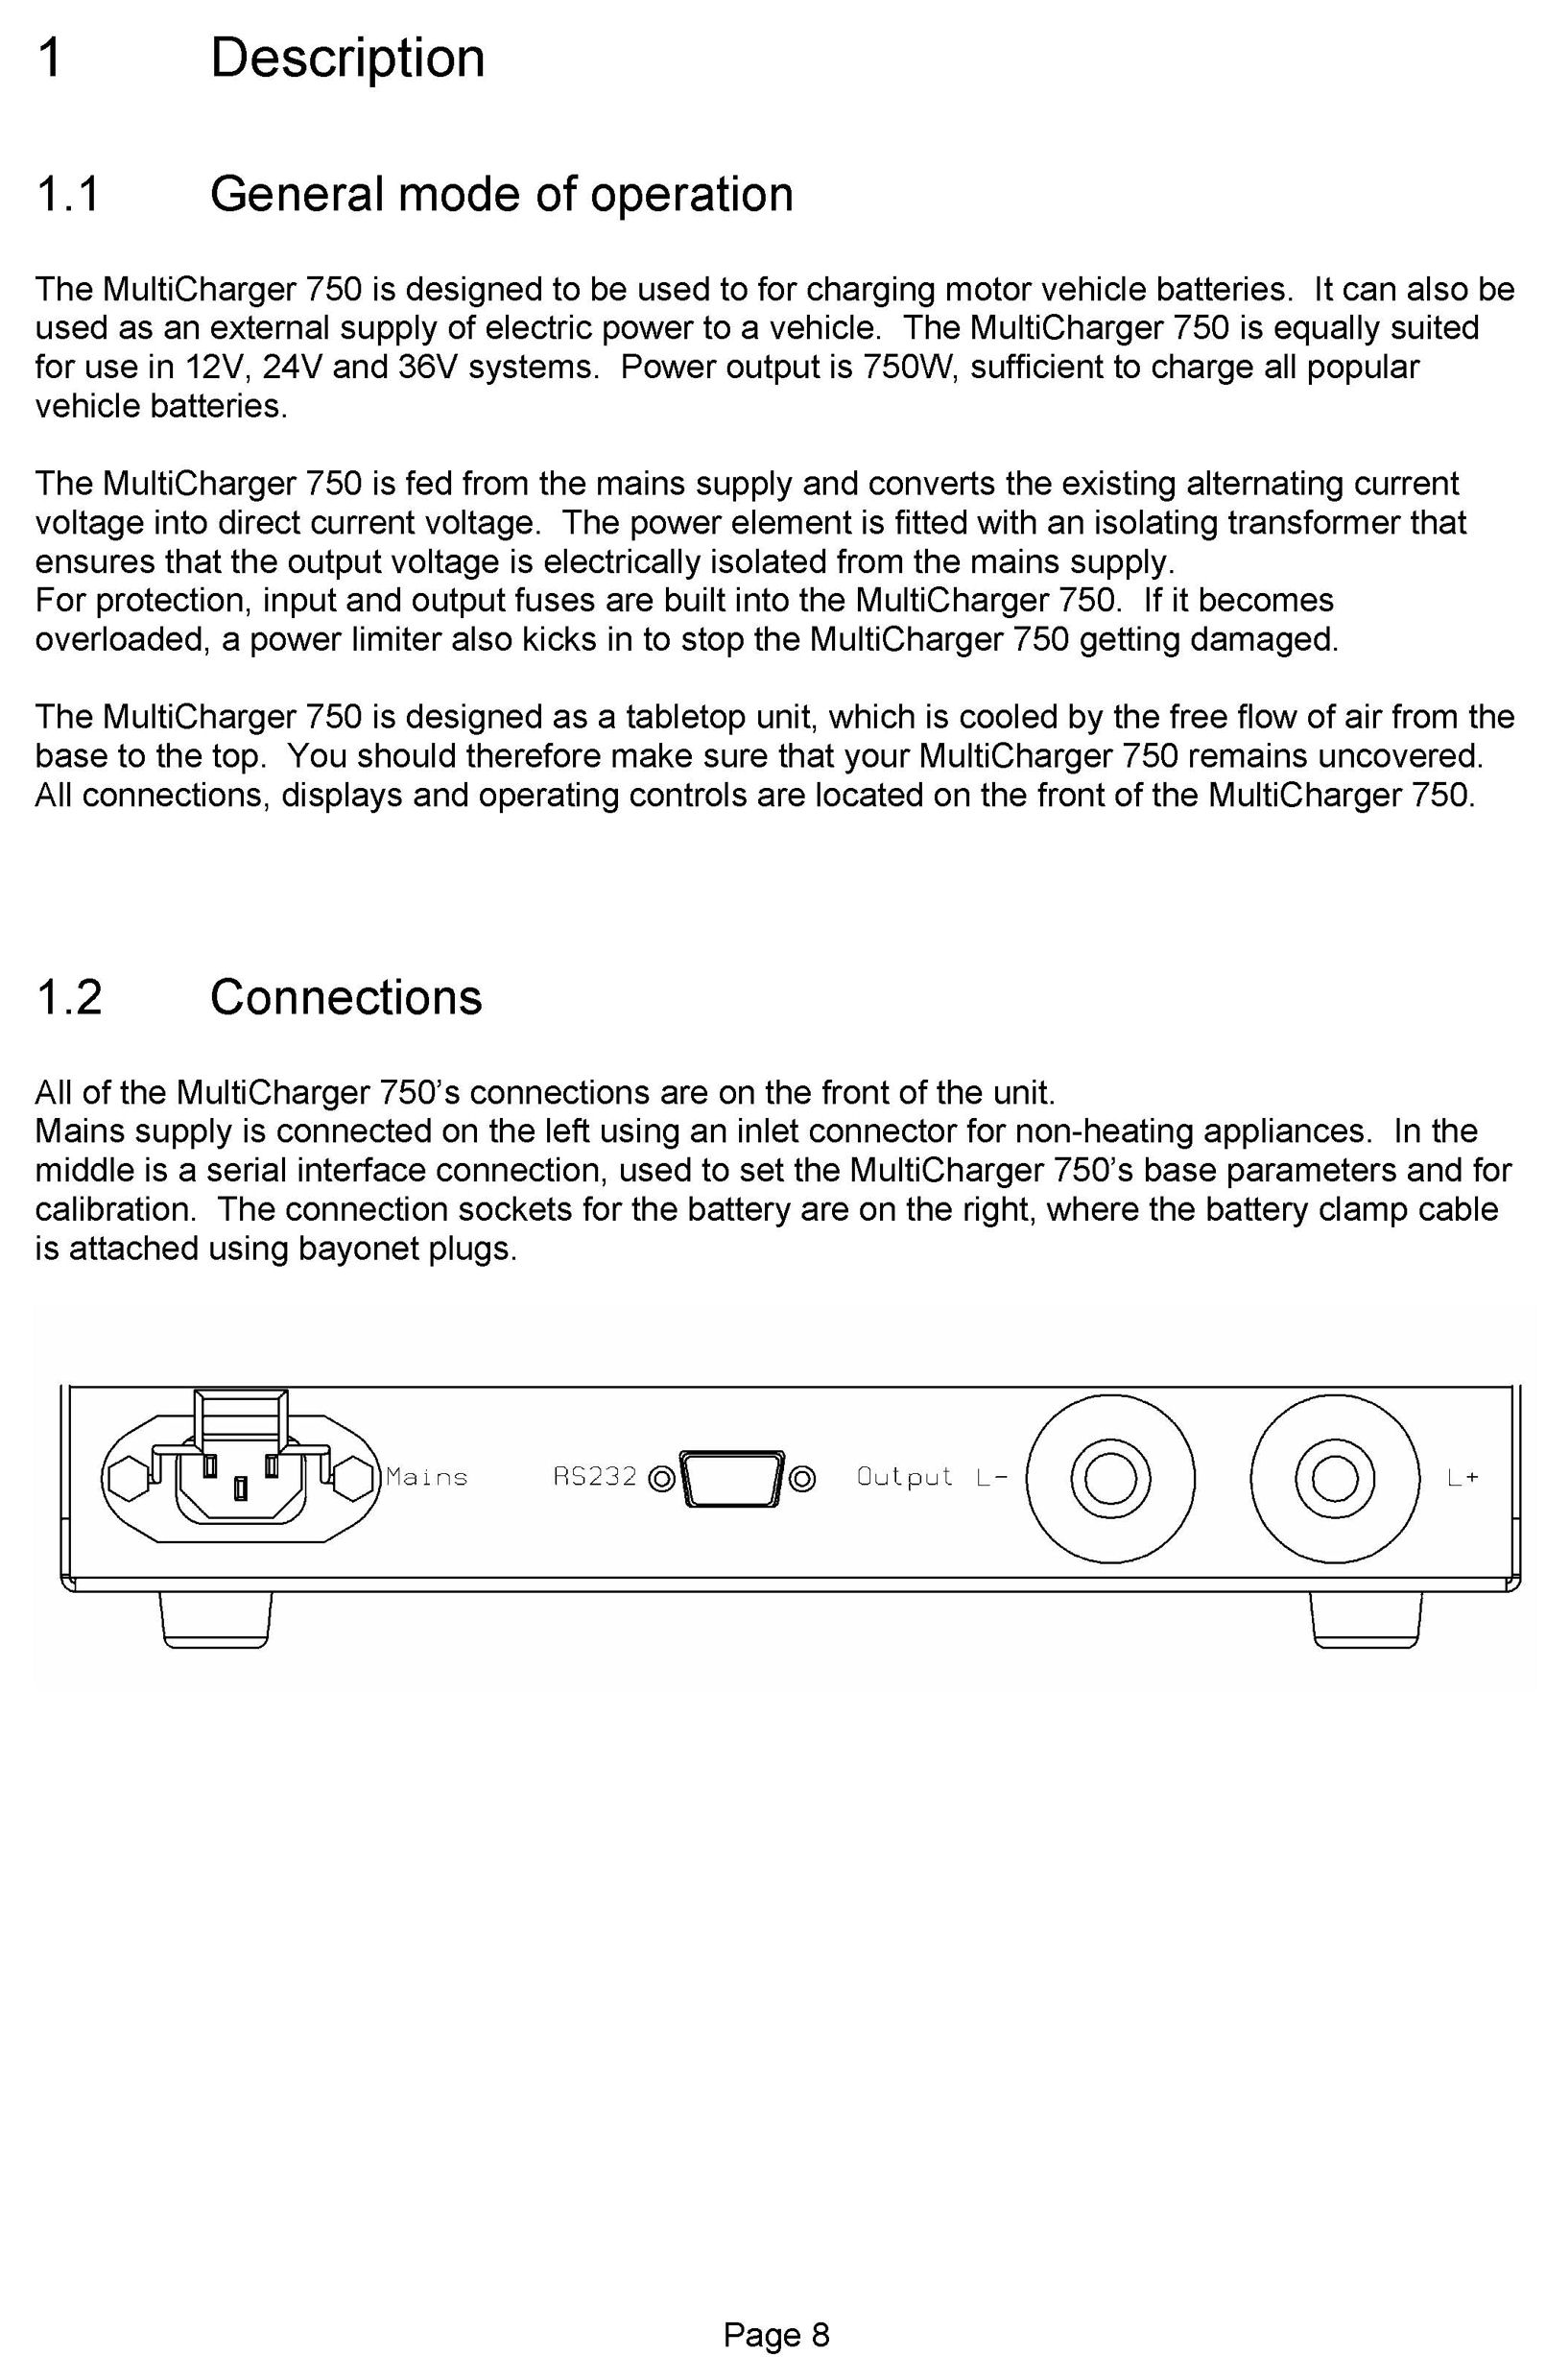 1 Description
1.1 General mode of operation
The MultiCharger 750 is designed to be used to for charging motor vehicle batteries.  It can also be
used as an external supply of electric power to a vehicle.  The MultiCharger 750 is equally suited
for use in 12V, 24V and 36V systems.  Power output is 750W, sufficient to charge all popular
vehicle batteries.
The MultiCharger 750 is fed from the mains supply and converts the existing alternating current
voltage into direct current voltage.  The power element is fitted with an isolating transformer that
ensures that the output voltage is electrically isolated from the mains supply.
For protection, input and output fuses are built into the MultiCharger 750.  If it becomes
overloaded, a power limiter also kicks in to stop the MultiCharger 750 getting damaged.
The MultiCharger 750 is designed as a tabletop unit, which is cooled by the free flow of air from the
base to the top.  You should therefore make sure that your MultiCharger 750 remains uncovered.
All connections, displays and operating controls are located on the front of the MultiCharger 750.
1.2 Connections
All of the MultiCharger 750’s connections are on the front of the unit.
Mains supply is connected on the left using an inlet connector for non-heating appliances.  In the
middle is a serial interface connection, used to set the MultiCharger 750’s base parameters and for
calibration.  The connection sockets for the battery are on the right, where the battery clamp cable
is attached using bayonet plugs.
Mains RS232 Output L- L+
Page 8